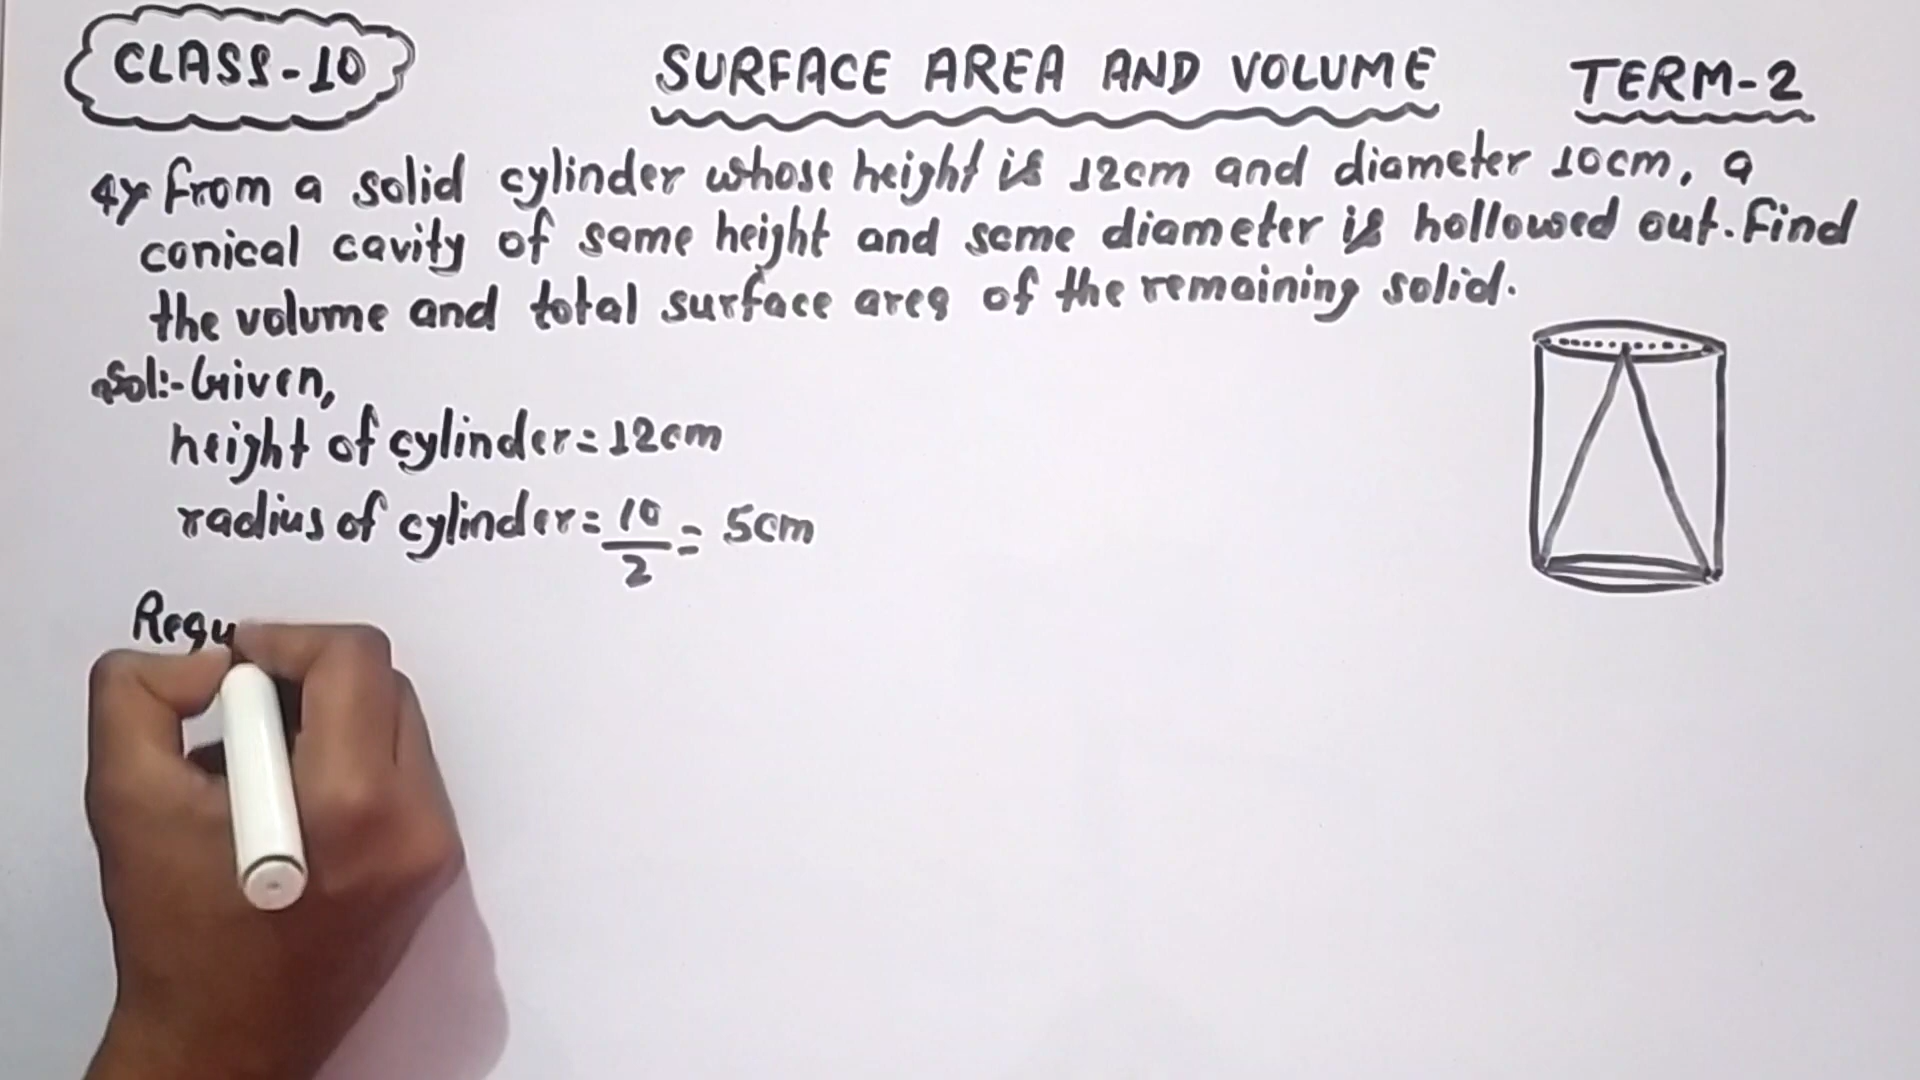 CLASS-10
SURFACE AREA AND VOLUME
TERM-2
4) From a solid cylinder whose height is 12cm and diameter 10cm, a
conical cavity of same height and same diameter is hollowed out. Find
the volume and total surface area of the remaining solid.
Sol:- Given,
height of cylinder = 12cm
radius of cylinder = 10/2 = 5cm
Requ